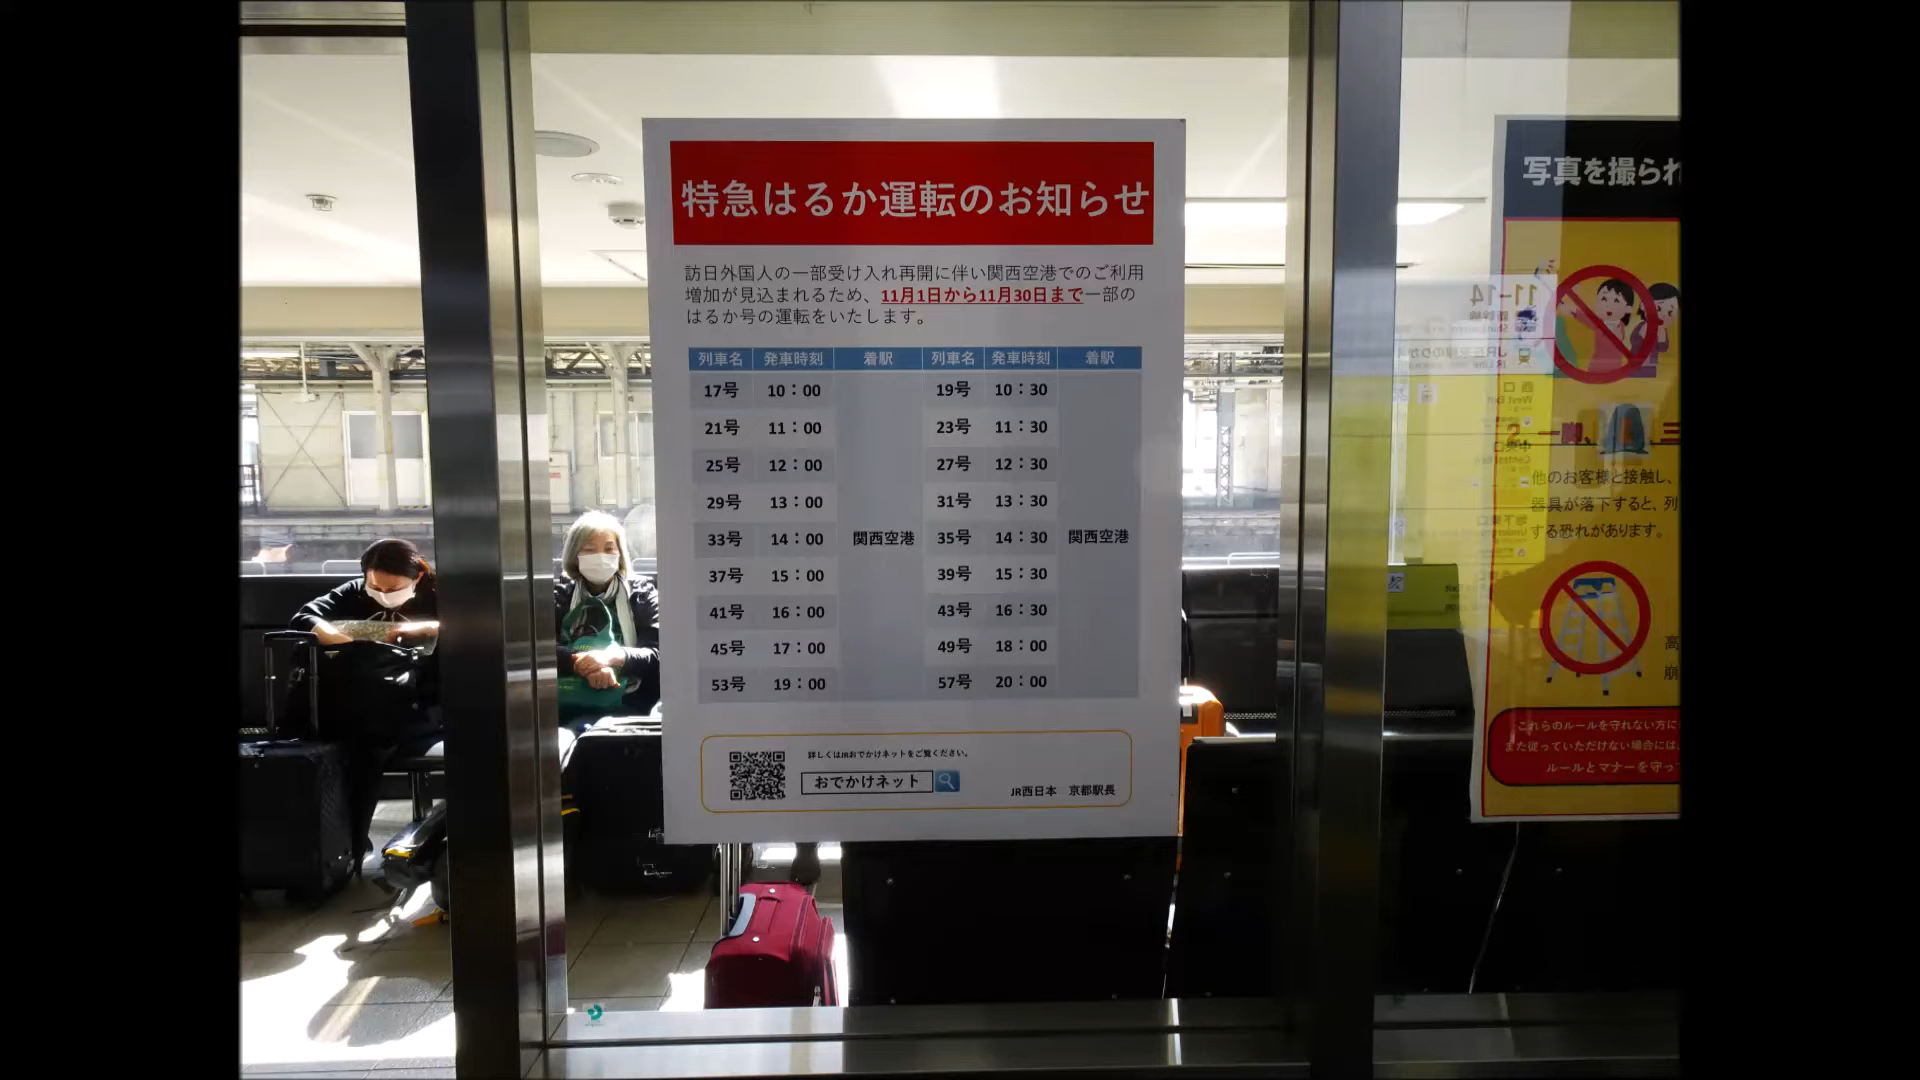 特急はるか運転のお知らせ
訪日外国人の一部受け入れ再開に伴い関西空港でのご利用
増加が見込まれるため、11月1日から11月30日まで一部の
はるか号の運転をいたします。
列車名 発車時刻 着駅 列車名 発車時刻 着駅
17号 10：00 19号 10：30
21号 11：00 23号 11：30
25号 12：00 27号 12：30
29号 13：00 31号 13：30
33号 14：00 関西空港 35号 14：30 関西空港
37号 15：00 39号 15：30
41号 16：00 43号 16：30
45号 17：00 49号 18：00
53号 19：00 57号 20：00
詳しくはJRおでかけネットをご覧ください。
おでかけネット
JR西日本 京都駅長
写真を撮られ
2. 一脚、 三
他のお客様と接触し、
器具が落下すると、列
する恐れがあります。
高
崩
これらのルールを守れない方に
また従っていただけない場合には、
ルールとマナーを守っ
11-14
西口
West Exit
中央口